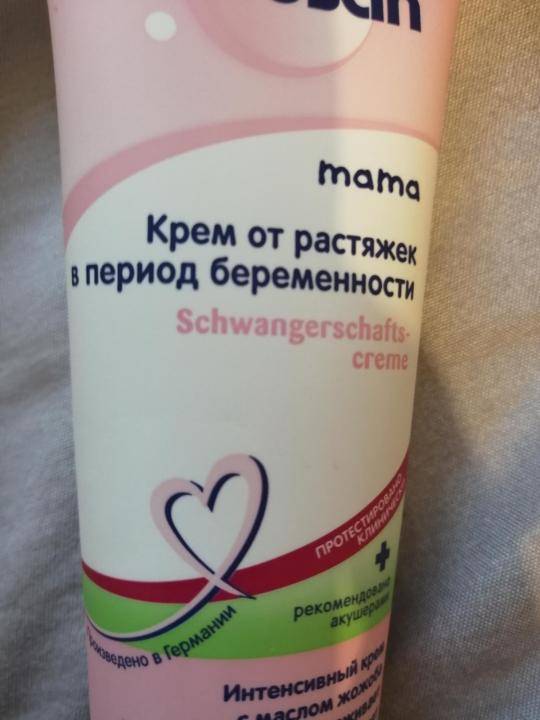 mama
Крем от растяжек
в период беременности
Schwangerschafts-
creme
ПРОТЕСТИРОВАНО
КЛИНИЧЕСКИ
рекомендовано
акушерами
Произведено в Германии
Интенсивный крем
с маслом жожоба